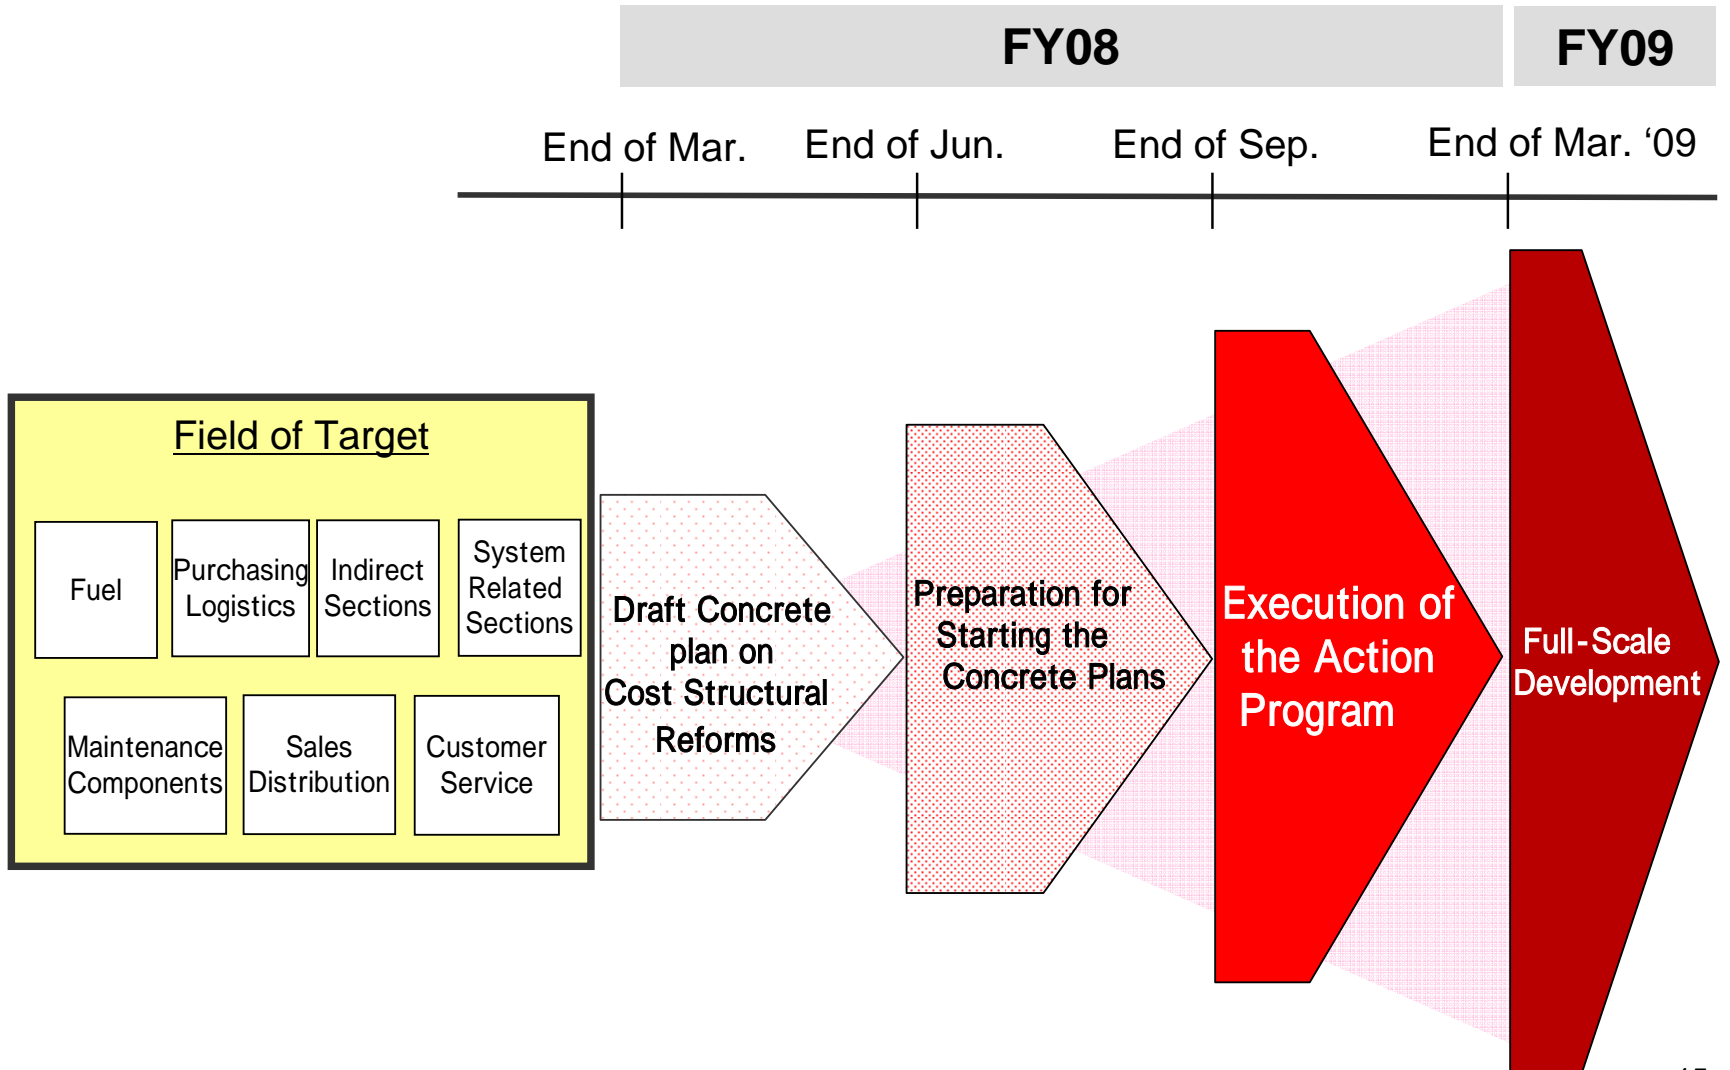 FY08
FY09
End of Mar.
End of Jun.
End of Sep.
End of Mar. ‘09
Field of Target
Fuel
Purchasing
Logistics
Indirect
Sections
System
Related
Sections
Maintenance
Components
Sales
Distribution
Customer
Service
Draft Concrete
plan on
Cost Structural
Reforms
Preparation for
Starting the
Concrete Plans
Execution of
the Action
Program
Full-Scale
Development